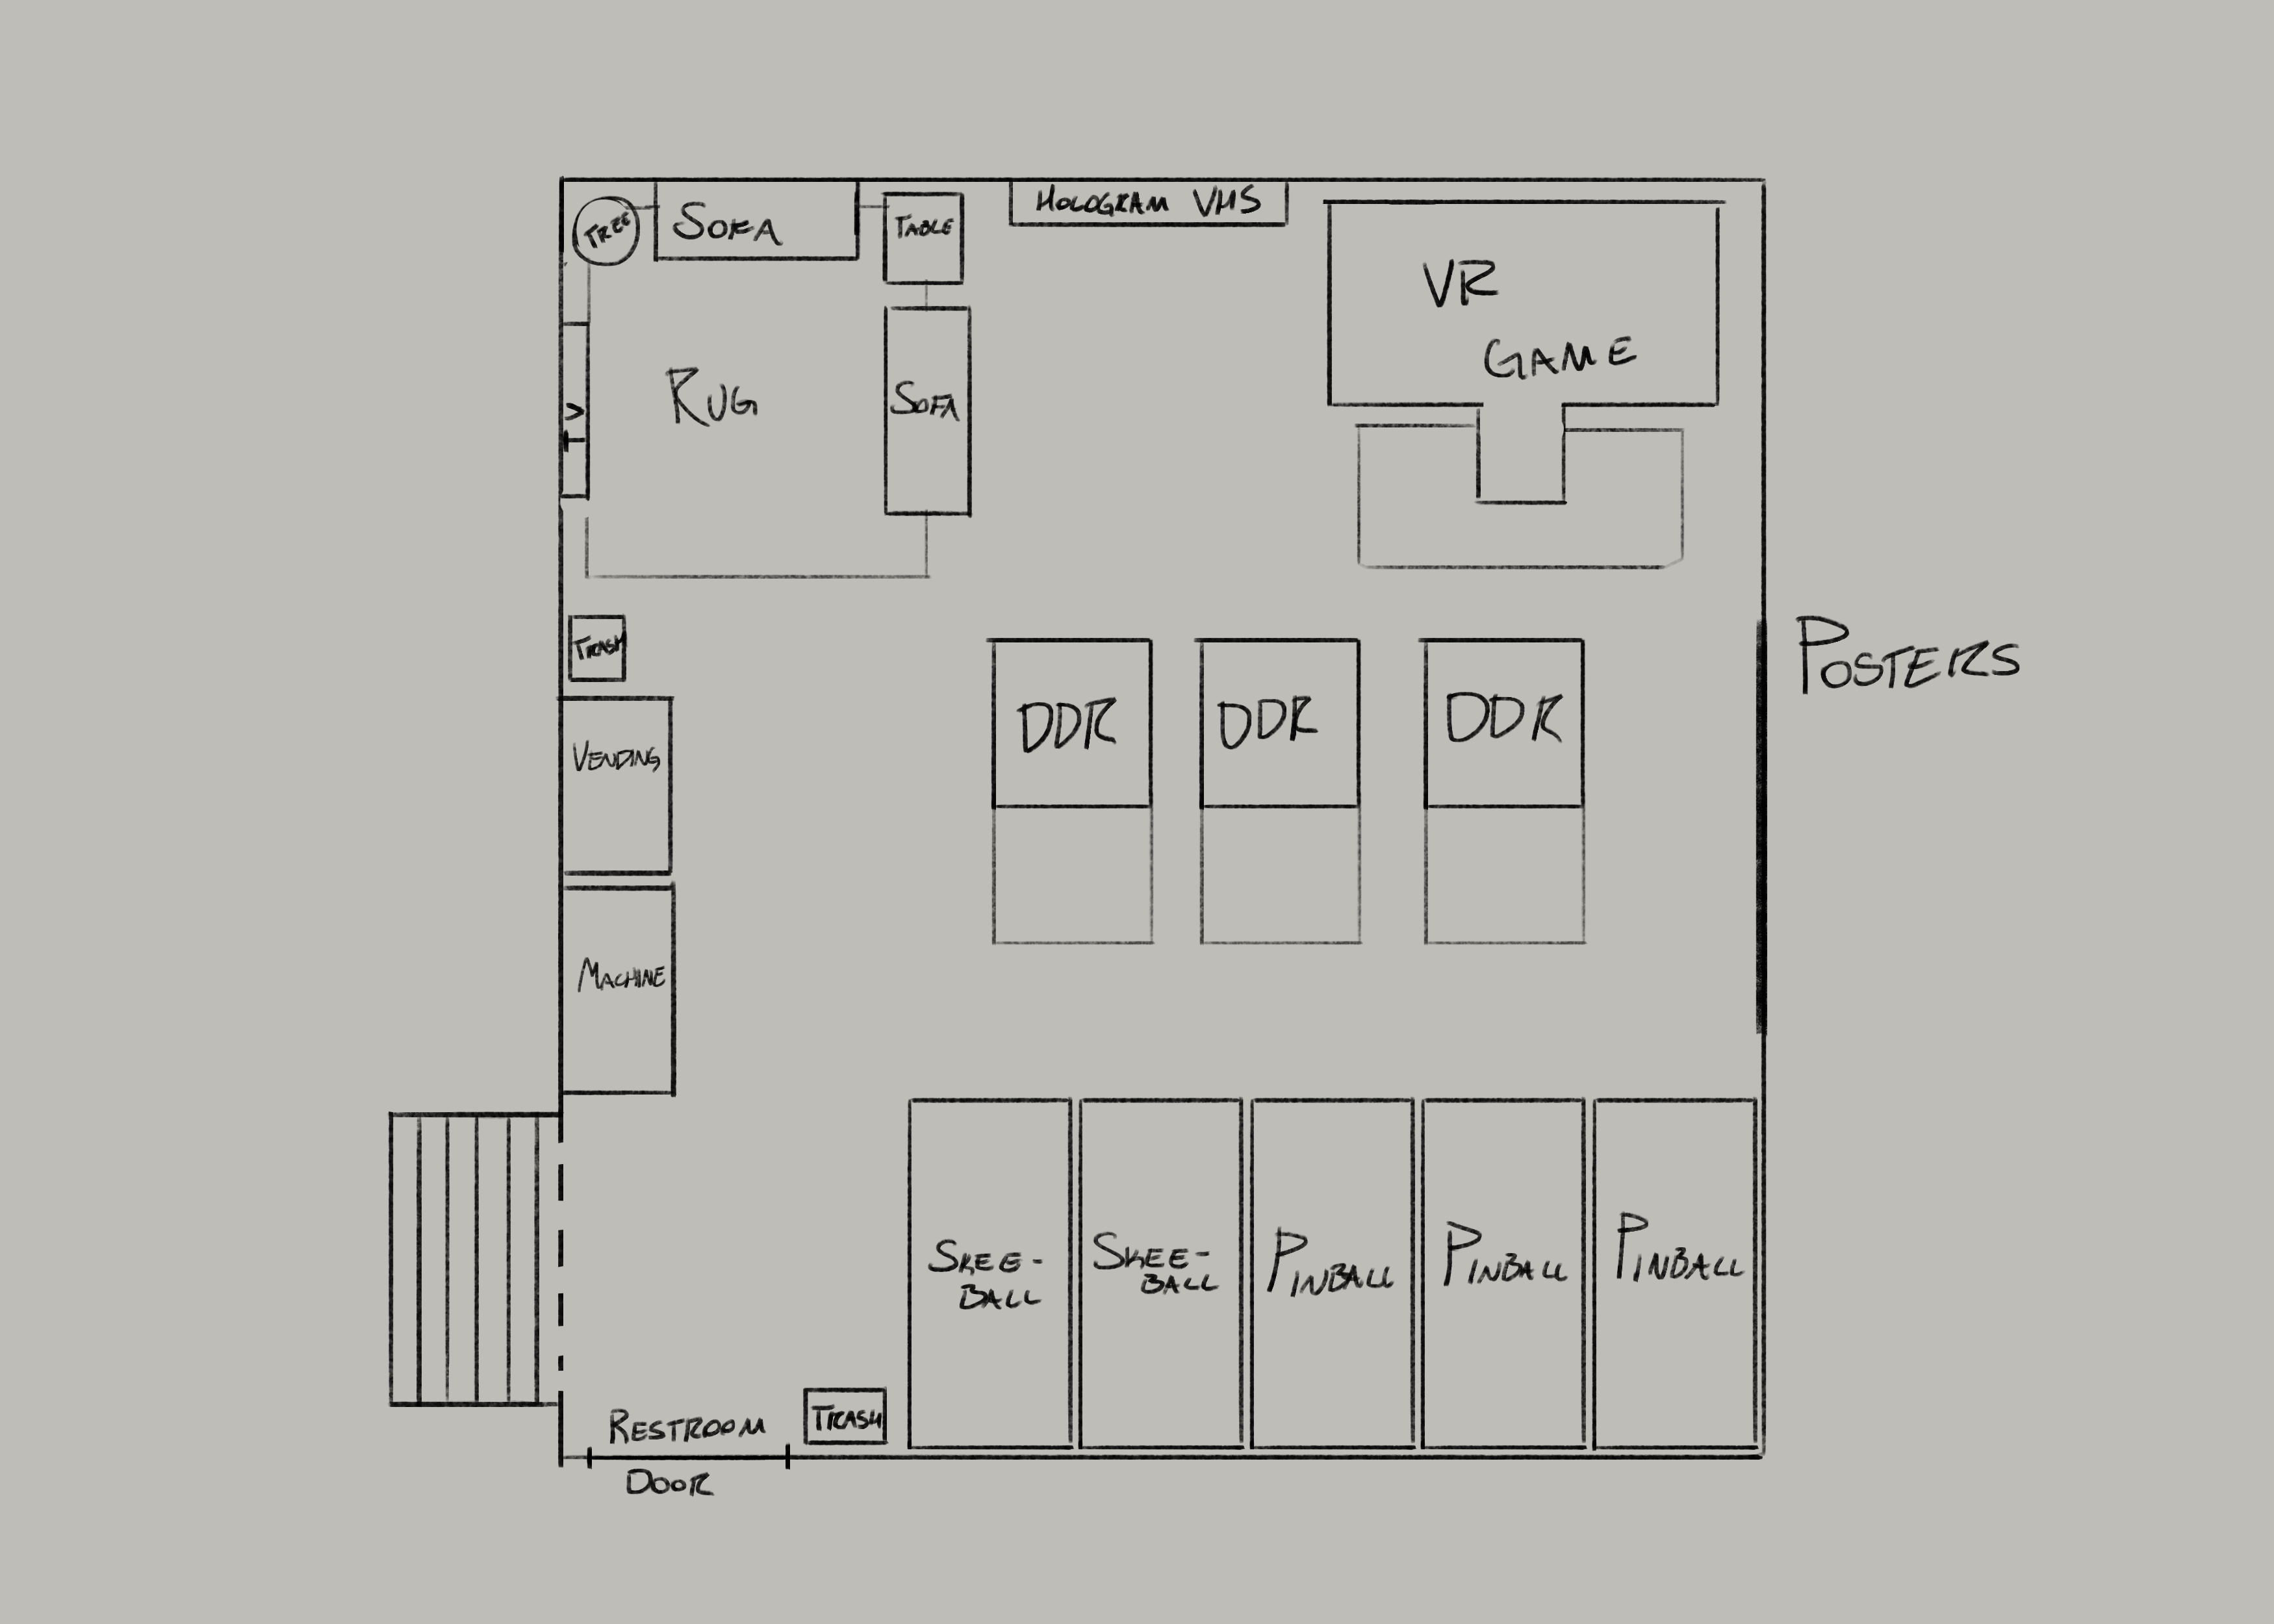 TREE
SOFA
TABLE
HOLOGRAM VHS
VR
GAME
TV
RUG
SOFA
TRASH
POSTERS
VENDING
DDR
DDR
DDR
MACHINE
SKEE-
BALL
SKEE-
BALL
PINBALL
PINBALL
PINBALL
RESTROOM
DOOR
TRASH